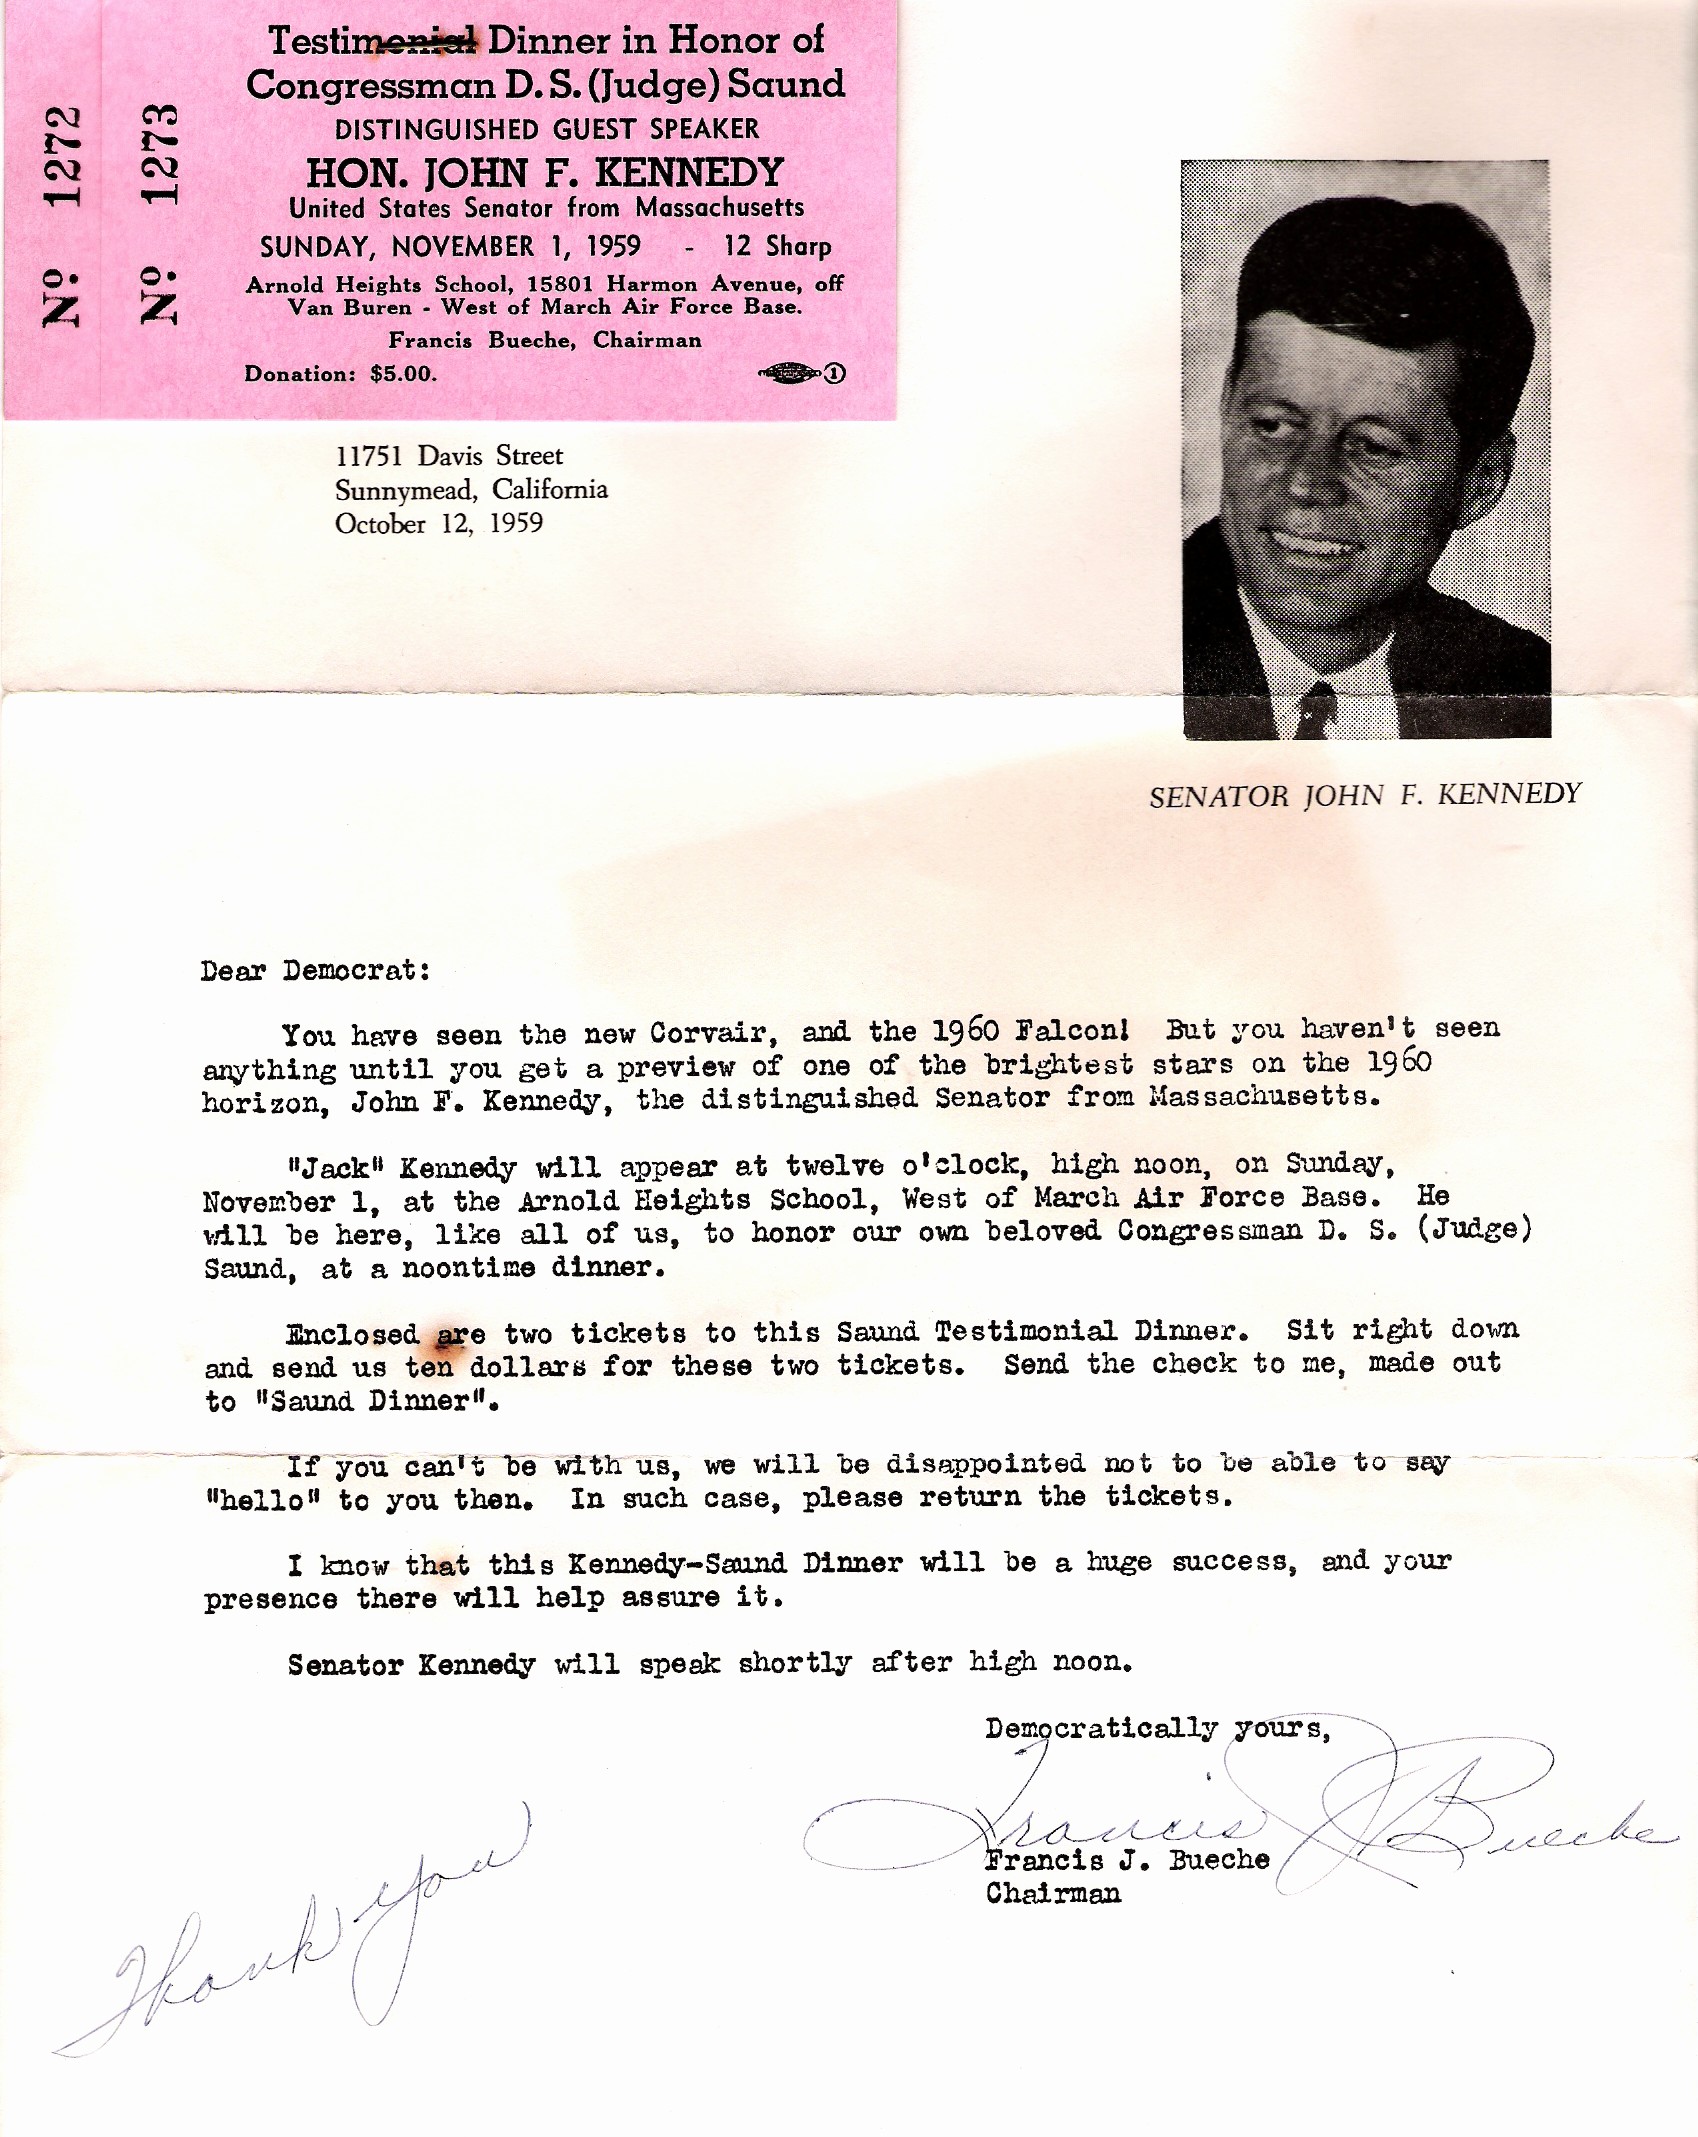 No. 1272
No. 1273
Testimonial Dinner in Honor of
Congressman D. S. (Judge) Saund
DISTINGUISHED GUEST SPEAKER
HON. JOHN F. KENNEDY
United States Senator from Massachusetts
SUNDAY, NOVEMBER 1, 1959 - 12 Sharp
Arnold Heights School, 15801 Harmon Avenue, off
Van Buren - West of March Air Force Base.
Francis Bueche, Chairman
Donation: $5.00.
1
11751 Davis Street
Sunnymead, California
October 12, 1959
SENATOR JOHN F. KENNEDY
Dear Democrat:
You have seen the new Corvair, and the 1960 Falcon! But you haven't seen
anything until you get a preview of one of the brightest stars on the 1960
horizon, John F. Kennedy, the distinguished Senator from Massachusetts.
"Jack" Kennedy will appear at twelve o'clock, high noon, on Sunday,
November 1, at the Arnold Heights School, West of March Air Force Base. He
will be here, like all of us, to honor our own beloved Congressman D. S. (Judge)
Saund, at a noontime dinner.
Enclosed are two tickets to this Saund Testimonial Dinner. Sit right down
and send us ten dollars for these two tickets. Send the check to me, made out
to "Saund Dinner".
If you can't be with us, we will be disappointed not to be able to say
"hello" to you then. In such case, please return the tickets.
I know that this Kennedy-Saund Dinner will be a huge success, and your
presence there will help assure it.
Senator Kennedy will speak shortly after high noon.
Democratically yours,
Francis J Bueche
Francis J. Bueche
Chairman
Thank you